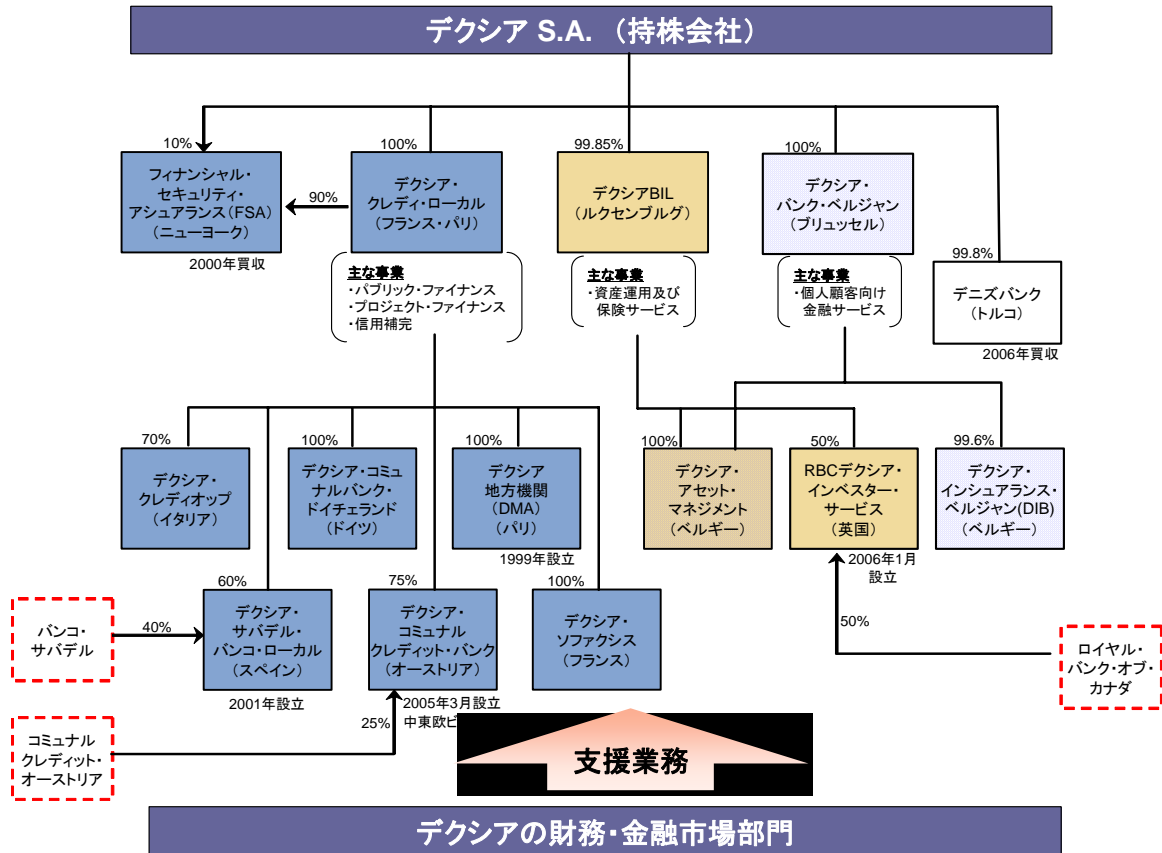 デクシア S.A. （持株会社）
10%
100%
99.85%
100%
フィナンシャル・
セキュリティ・
アシュアランス(FSA)
(ニューヨーク)
90%
デクシア・
クレディ・ローカル
(フランス・パリ)
デクシアBIL
(ルクセンブルグ)
デクシア・
バンク・ベルジャン
(ブリュッセル)
2000年買収
99.8%
デニズバンク
(トルコ)
2006年買収
主な事業
・パブリック・ファイナンス
・プロジェクト・ファイナンス
・信用補完
主な事業
・資産運用及び
保険サービス
主な事業
・個人顧客向け
金融サービス
70%
100%
100%
100%
50%
99.6%
デクシア・
クレディオップ
(イタリア)
デクシア・コミュ
ナルバンク・
ドイチェランド
(ドイツ)
デクシア
地方機関
(DMA)
(パリ)
1999年設立
デクシア・
アセット・
マネジメント
(ベルギー)
RBCデクシア・
インベスター・
サービス
(英国)
2006年1月
設立
デクシア・
インシュアランス・
ベルジャン(DIB)
(ベルギー)
60%
75%
100%
バンコ・
サバデル
40%
デクシア・
サバデル・
バンコ・ローカル
(スペイン)
2001年設立
デクシア・
コミュナル
クレディット・バンク
(オーストリア)
2005年3月設立
中東欧ビ
デクシア・
ソファクシス
(フランス)
50%
ロイヤル・
バンク・オブ・
カナダ
25%
コミュナル
クレディット・
オーストリア
支援業務
デクシアの財務・金融市場部門